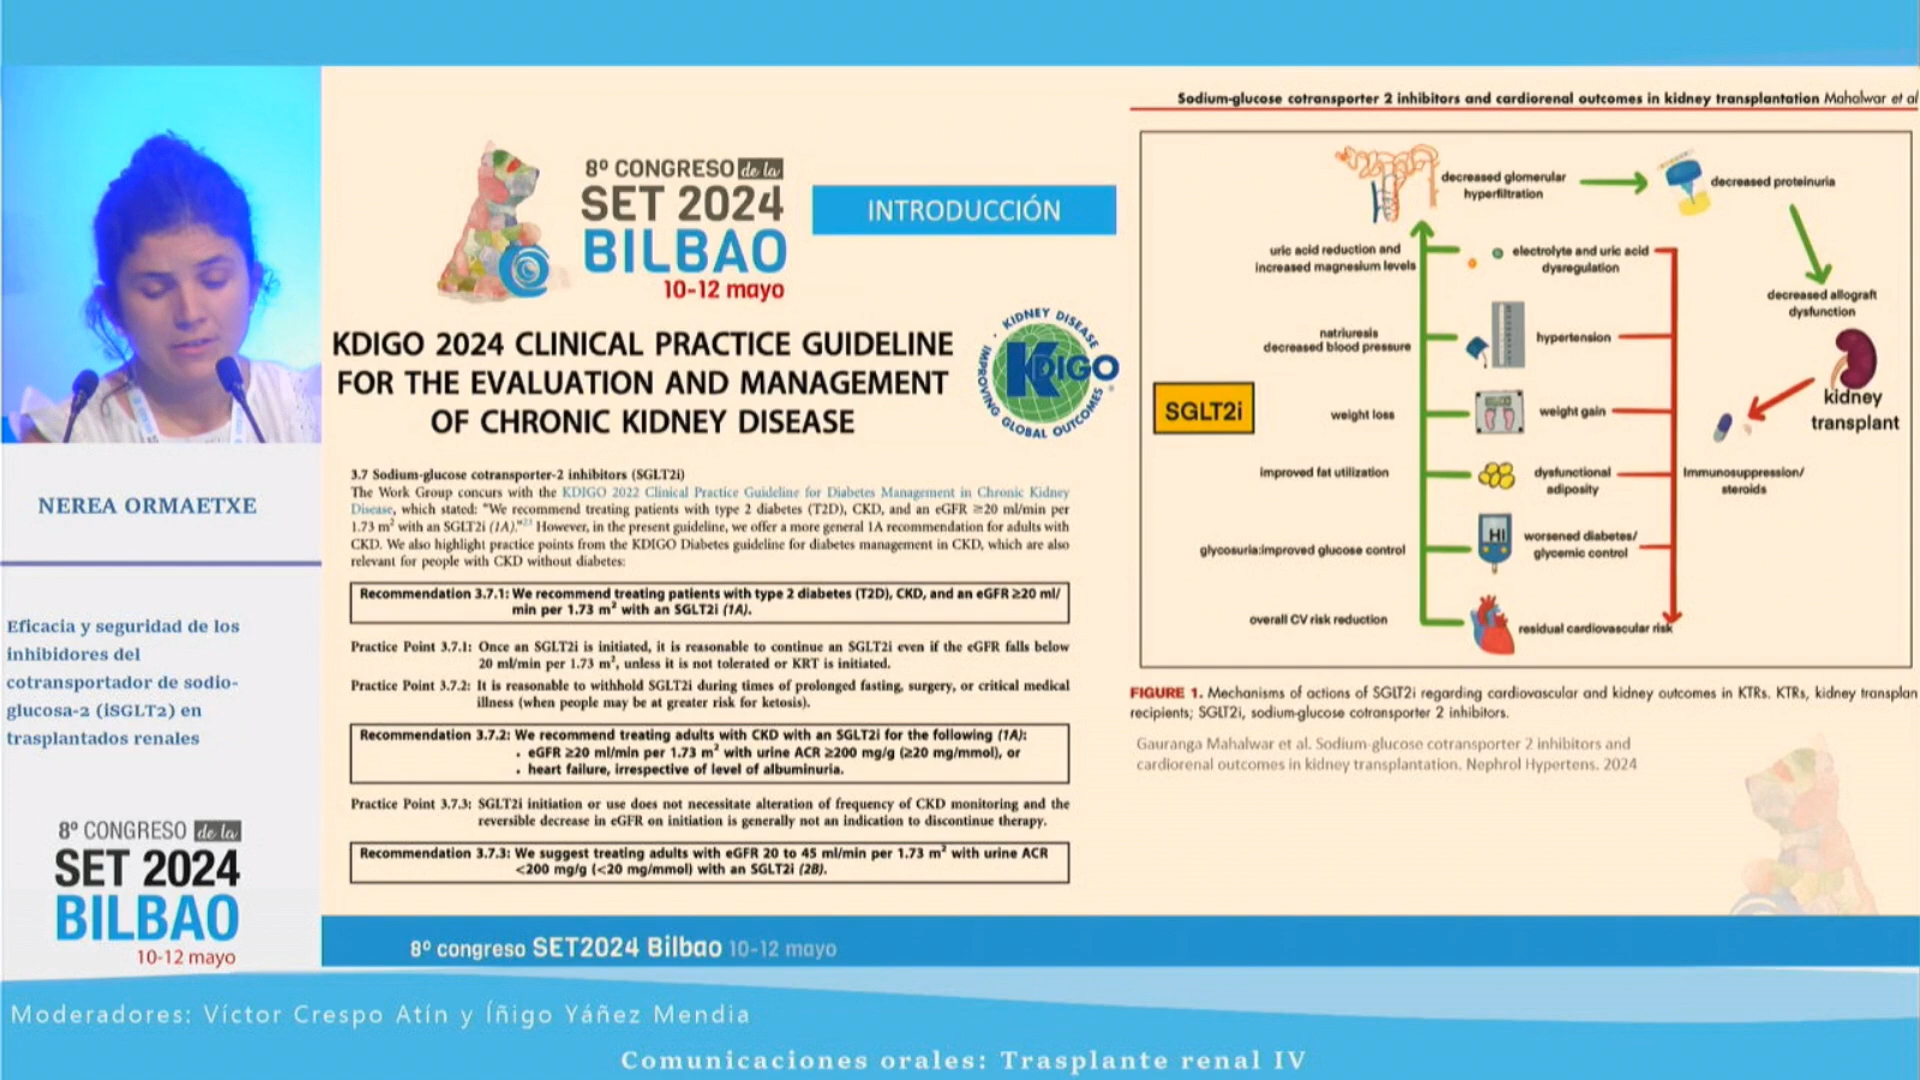 NEREA ORMAETXE
Eficacia y seguridad de los
inhibidores del
cotransportador de sodio-
glucosa-2 (iSGLT2) en
trasplantados renales
8º CONGRESO de la
SET 2024
BILBAO
10-12 mayo
8º CONGRESO de la
SET 2024
BILBAO
10-12 mayo
INTRODUCCIÓN
KDIGO 2024 CLINICAL PRACTICE GUIDELINE
FOR THE EVALUATION AND MANAGEMENT
OF CHRONIC KIDNEY DISEASE
KIDNEY DISEASE
KDIGO
IMPROVING GLOBAL OUTCOMES
3.7 Sodium-glucose cotransporter-2 inhibitors (SGLT2i)
The Work Group concurs with the KDIGO 2022 Clinical Practice Guideline for Diabetes Management in Chronic Kidney
Disease, which stated: "We recommend treating patients with type 2 diabetes (T2D), CKD, and an eGFR ≥20 ml/min per
1.73 m² with an SGLT2i (1A)."²³ However, in the present guideline, we offer a more general 1A recommendation for adults with
CKD. We also highlight practice points from the KDIGO Diabetes guideline for diabetes management in CKD, which are also
relevant for people with CKD without diabetes:
Recommendation 3.7.1: We recommend treating patients with type 2 diabetes (T2D), CKD, and an eGFR ≥20 ml/
min per 1.73 m² with an SGLT2i (1A).
Practice Point 3.7.1: Once an SGLT2i is initiated, it is reasonable to continue an SGLT2i even if the eGFR falls below
20 ml/min per 1.73 m², unless it is not tolerated or KRT is initiated.
Practice Point 3.7.2: It is reasonable to withhold SGLT2i during times of prolonged fasting, surgery, or critical medical
illness (when people may be at greater risk for ketosis).
Recommendation 3.7.2: We recommend treating adults with CKD with an SGLT2i for the following (1A):
• eGFR ≥20 ml/min per 1.73 m² with urine ACR ≥200 mg/g (≥20 mg/mmol), or
• heart failure, irrespective of level of albuminuria.
Practice Point 3.7.3: SGLT2i initiation or use does not necessitate alteration of frequency of CKD monitoring and the
reversible decrease in eGFR on initiation is generally not an indication to discontinue therapy.
Recommendation 3.7.3: We suggest treating adults with eGFR 20 to 45 ml/min per 1.73 m² with urine ACR
<200 mg/g (<20 mg/mmol) with an SGLT2i (2B).
Sodium-glucose cotransporter 2 inhibitors and cardiorenal outcomes in kidney transplantation Mahalwar et al
decreased glomerular
hyperfiltration
decreased proteinuria
uric acid reduction and
increased magnesium levels
electrolyte and uric acid
dysregulation
decreased allograft
dysfunction
natriuresis
decreased blood pressure
hypertension
SGLT2i
weight loss
weight gain
kidney
transplant
improved fat utilization
dysfunctional
adiposity
Immunosuppression/
steroids
glycosuria:improved glucose control
HI
worsened diabetes/
glycemic control
overall CV risk reduction
residual cardiovascular risk
FIGURE 1. Mechanisms of actions of SGLT2i regarding cardiovascular and kidney outcomes in KTRs. KTRs, kidney transplan
recipients; SGLT2i, sodium-glucose cotransporter 2 inhibitors.
Gauranga Mahalwar et al. Sodium-glucose cotransporter 2 inhibitors and
cardiorenal outcomes in kidney transplantation. Nephrol Hypertens. 2024
8º congreso SET2024 Bilbao 10-12 mayo
Moderadores: Víctor Crespo Atín y Íñigo Yáñez Mendia
Comunicaciones orales: Trasplante renal IV